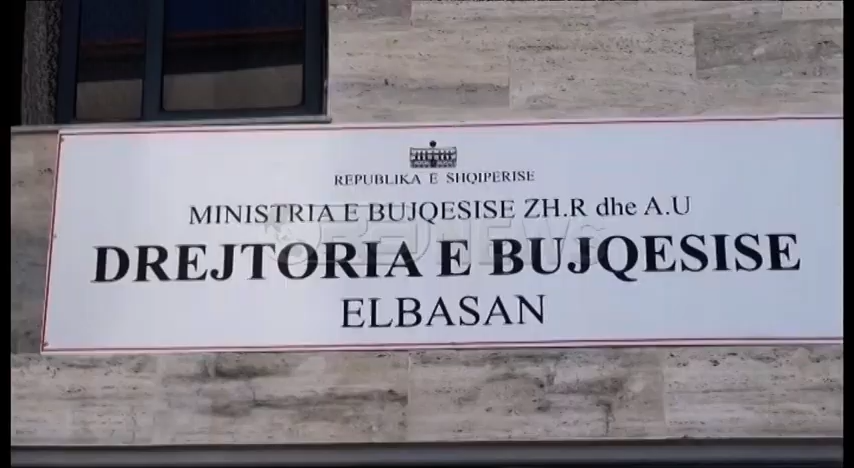 REPUBLIKA E SHQIPERISE
MINISTRIA E BUJQESISE ZH.R dhe A.U
DREJTORIA E BUJQESISE
ELBASAN